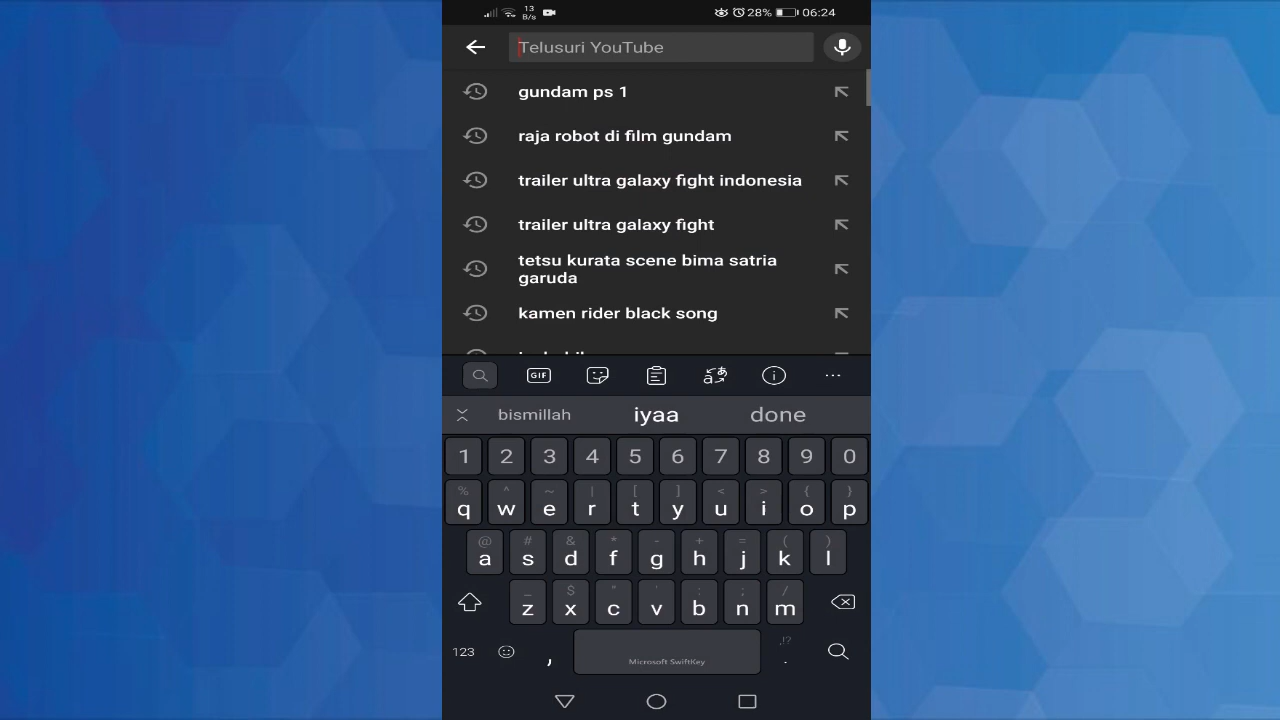 13
B/s
28%
06:24
Telusuri YouTube
gundam ps 1
raja robot di film gundam
trailer ultra galaxy fight indonesia
trailer ultra galaxy fight
tetsu kurata scene bima satria
garuda
kamen rider black song
GIF
bismillah iyaa done
1 2 3 4 5 6 7 8 9 0
% ^ ~ | [ ] < > { }
q w e r t y u i o p
@ # & * - + = ( )
a s d f g h j k l
_ $ " ' : ; /
z x c v b n m
,!?
123 , .
Microsoft SwiftKey